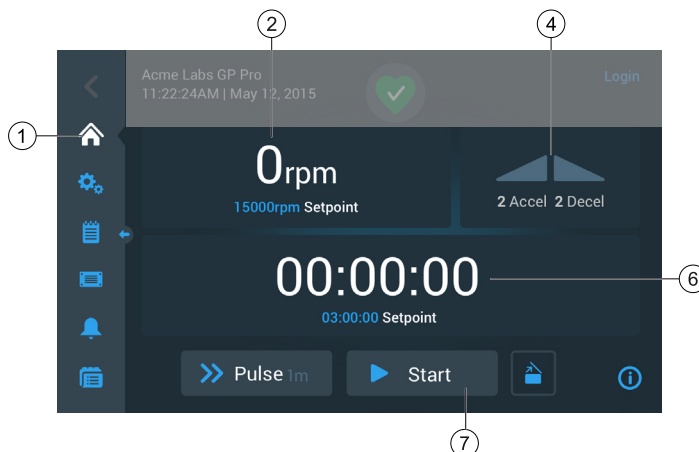 2
4
Acme Labs GP Pro
Login
11:22:24AM | May 12, 2015
1
0rpm
15000rpm Setpoint
2 Accel 2 Decel
00:00:00
6
03:00:00 Setpoint
Pulse 1m
Start
7